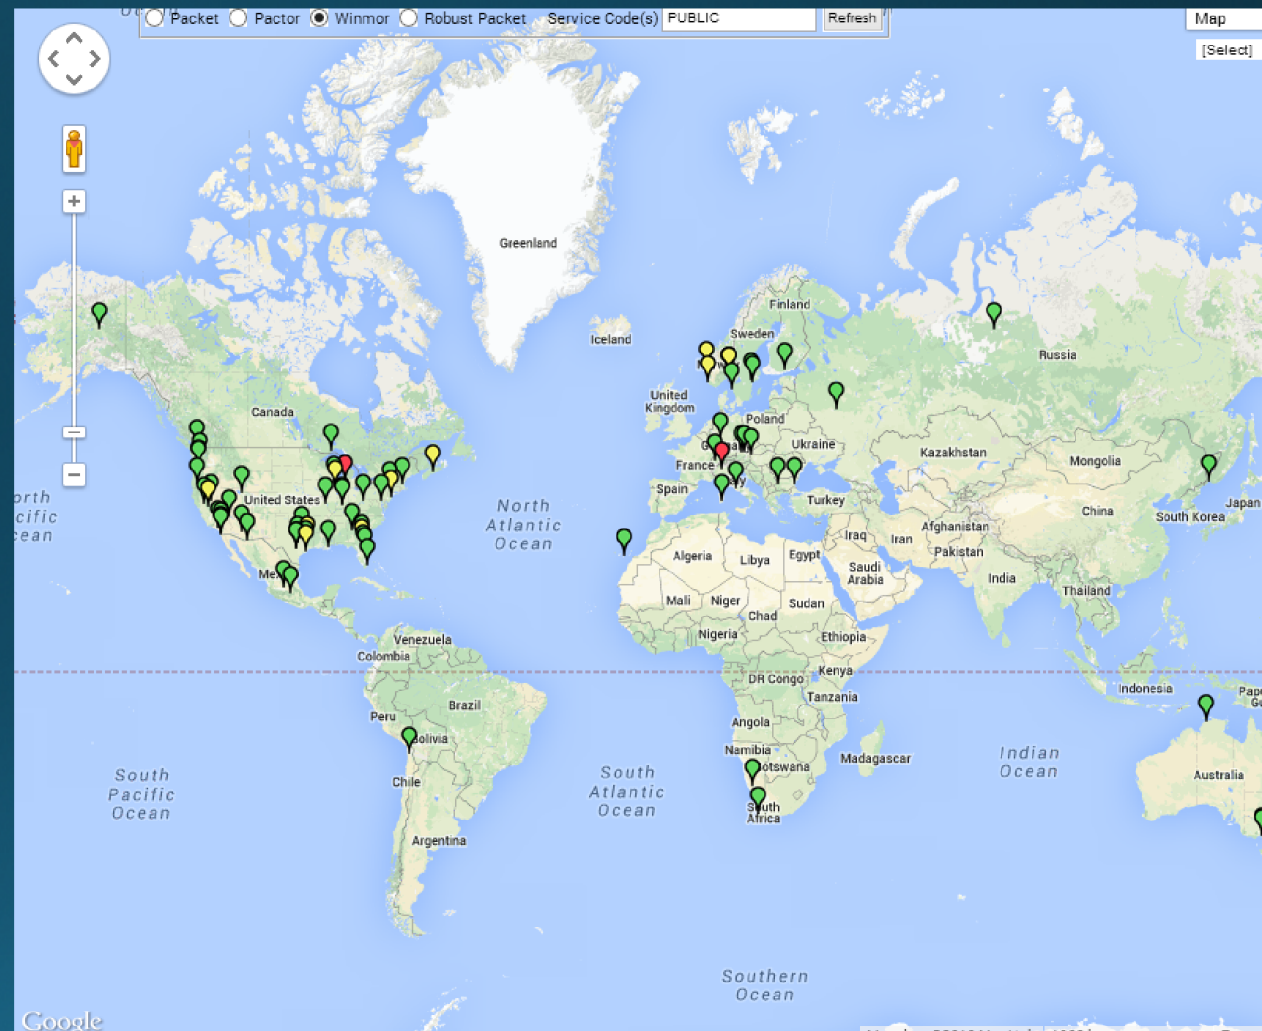 Packet Pactor Winmor Robust Packet Service Code(s) PUBLIC Refresh
Map
[Select]
Greenland
Finland
Sweden
Iceland
Russia
United
Kingdom
Canada
Poland
Ukraine
Kazakhstan
Mongolia
France
Spain
United States
North
Atlantic
Ocean
Turkey
China
South Korea
Japan
Afghanistan
Iraq
Iran
Pakistan
Algeria
Libya
Egypt
Saudi
Arabia
India
Thailand
Mali
Niger
Sudan
Chad
Nigeria
Ethiopia
Venezuela
Colombia
Kenya
DR Congo
Tanzania
Indonesia
Brazil
Peru
Angola
Bolivia
Namibia
Botswana
Madagascar
Indian
Ocean
Chile
South
Pacific
Ocean
South
Atlantic
Ocean
Australia
South
Africa
Argentina
Southern
Ocean
Google